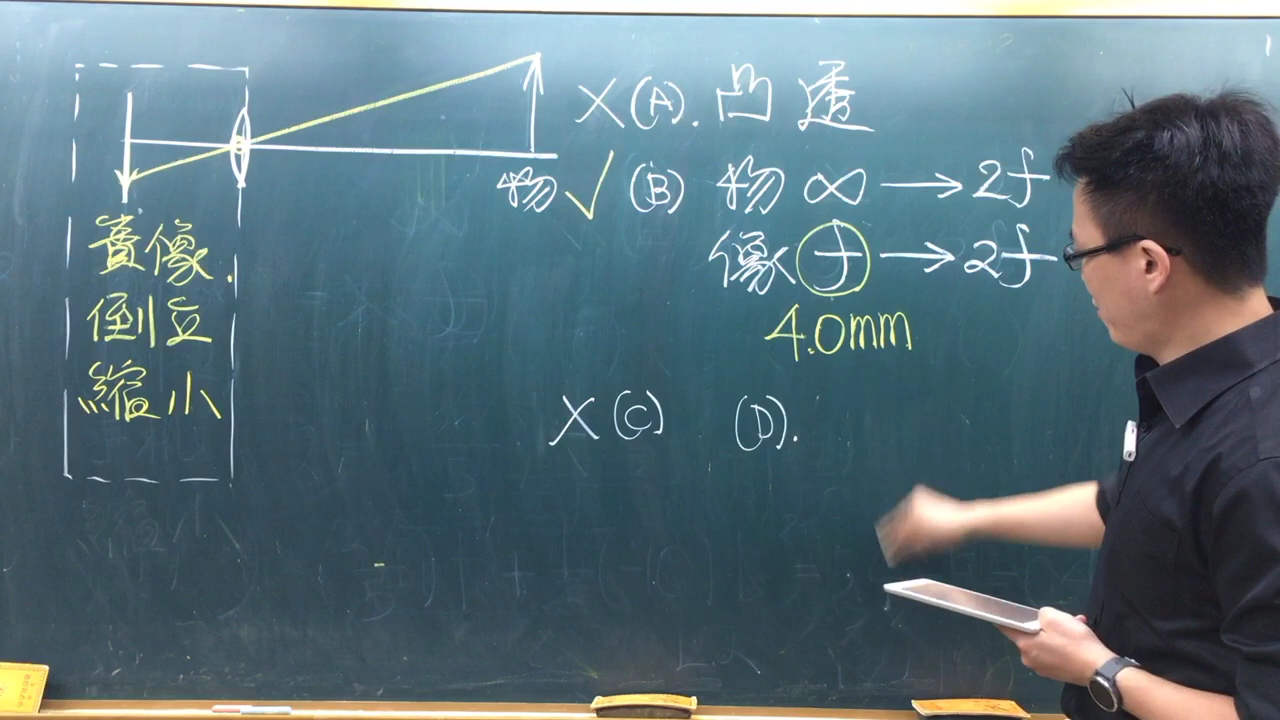 X(A). 凸透
物 ✓ (B) 物 ∞ → 2f
像 f → 2f
4.0mm
X(C) (D).
實像.
倒立
縮小